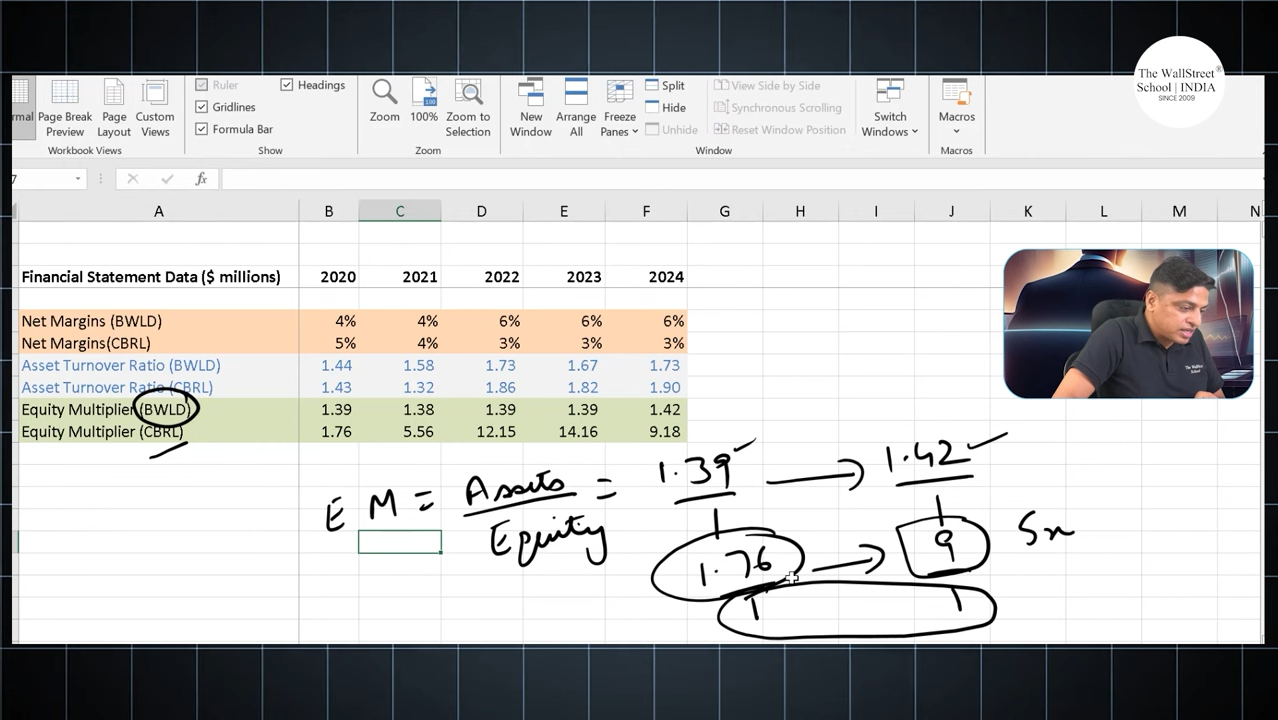 The WallStreet®
School | INDIA
SINCE 2009
Ruler Headings
Gridlines
Formula Bar
Page Break Preview
Page Layout
Custom Views
Workbook Views
Show
Zoom
100%
Zoom to Selection
Zoom
New Window
Arrange All
Freeze Panes
Split
Hide
Unhide
View Side by Side
Synchronous Scrolling
Reset Window Position
Switch Windows
Window
Macros
Macros
7 fx
A B C D E F G H I J K L M N
Financial Statement Data ($ millions) 2020 2021 2022 2023 2024
Net Margins (BWLD) 4% 4% 6% 6% 6%
Net Margins(CBRL) 5% 4% 3% 3% 3%
Asset Turnover Ratio (BWLD) 1.44 1.58 1.73 1.67 1.73
Asset Turnover Ratio (CBRL) 1.43 1.32 1.86 1.82 1.90
Equity Multiplier (BWLD) 1.39 1.38 1.39 1.39 1.42
Equity Multiplier (CBRL) 1.76 5.56 12.15 14.16 9.18
E M = Assets = 1.39 → 1.42
Equity 1.76 → 9 5x